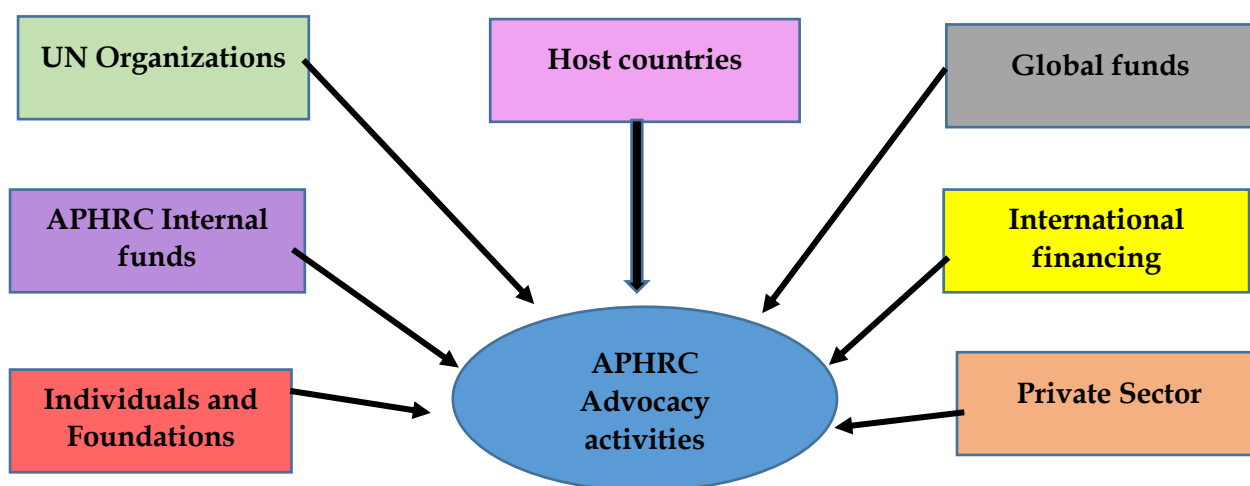 UN Organizations
Host countries
Global funds
APHRC Internal
funds
International
financing
Individuals and
Foundations
APHRC
Advocacy
activities
Private Sector